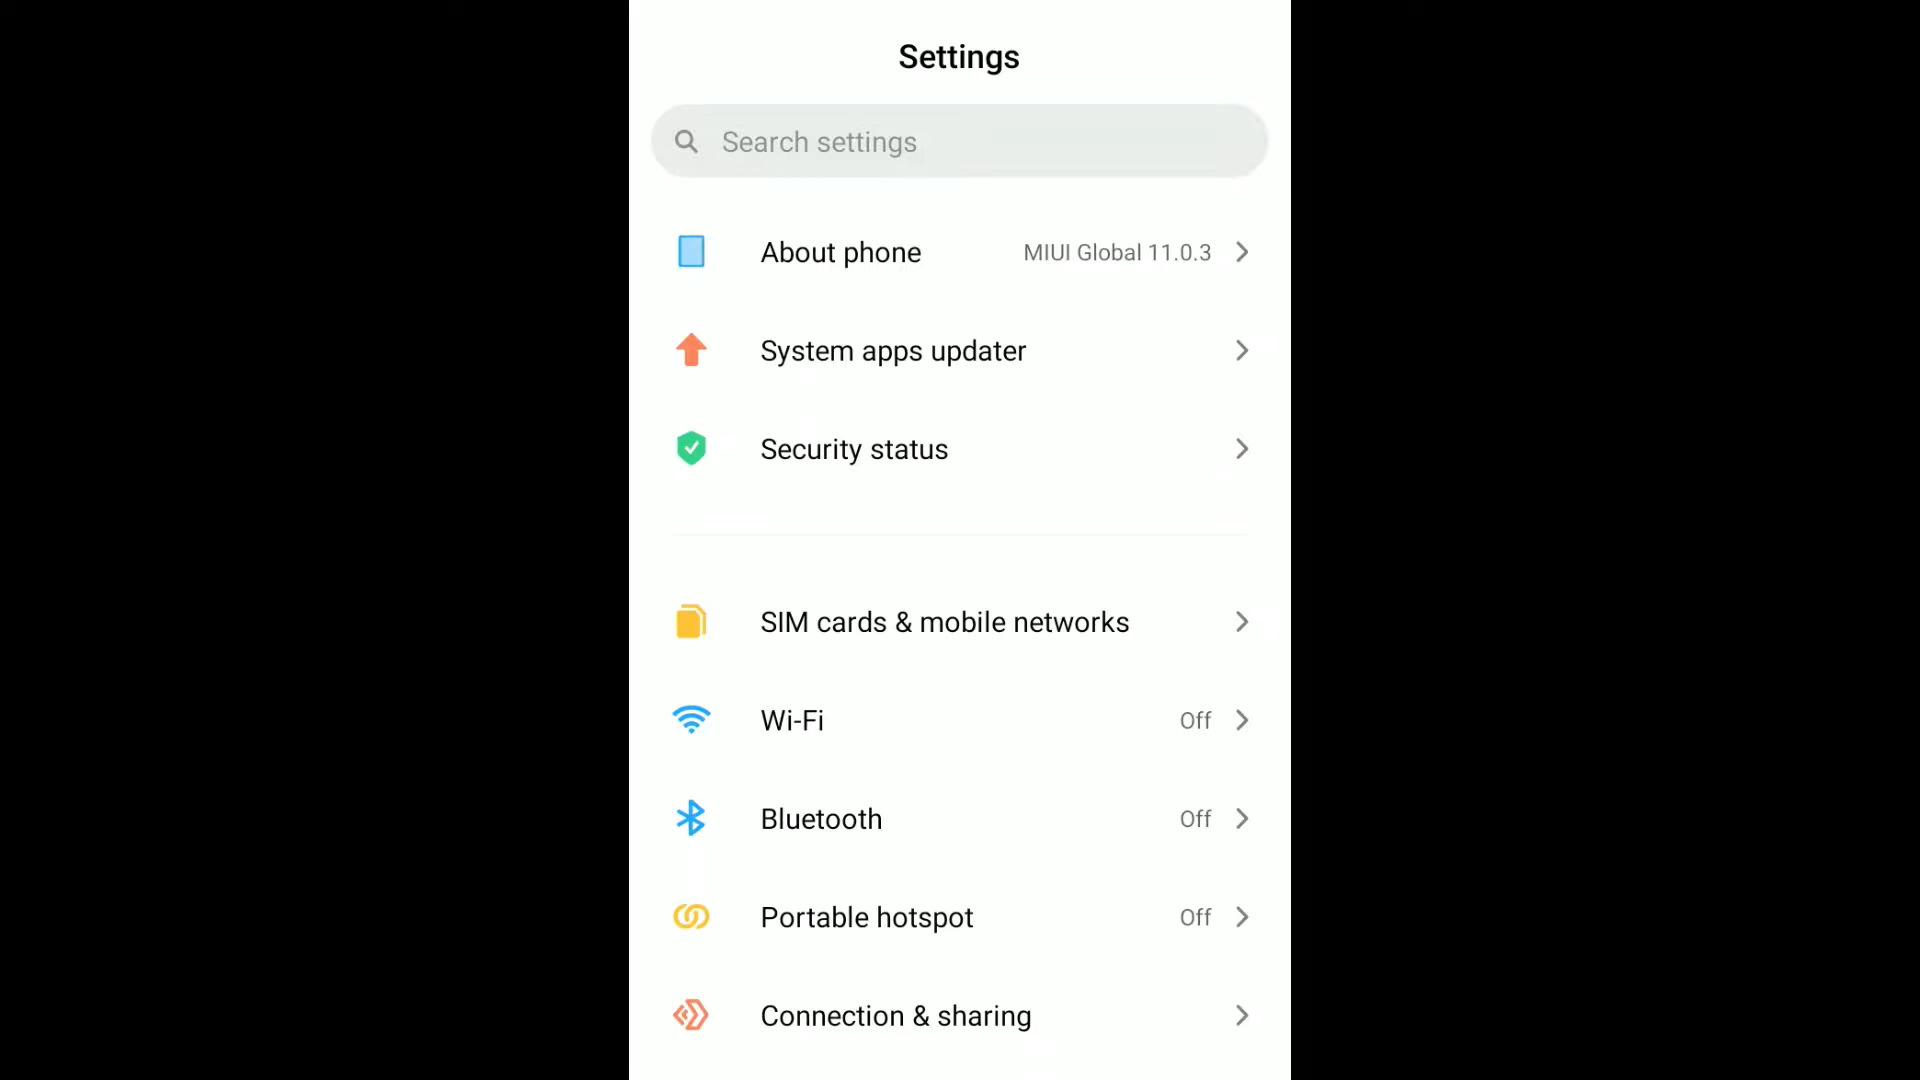 Settings
Search settings
About phone MIUI Global 11.0.3
System apps updater
Security status
SIM cards & mobile networks
Wi-Fi Off
Bluetooth Off
Portable hotspot Off
Connection & sharing